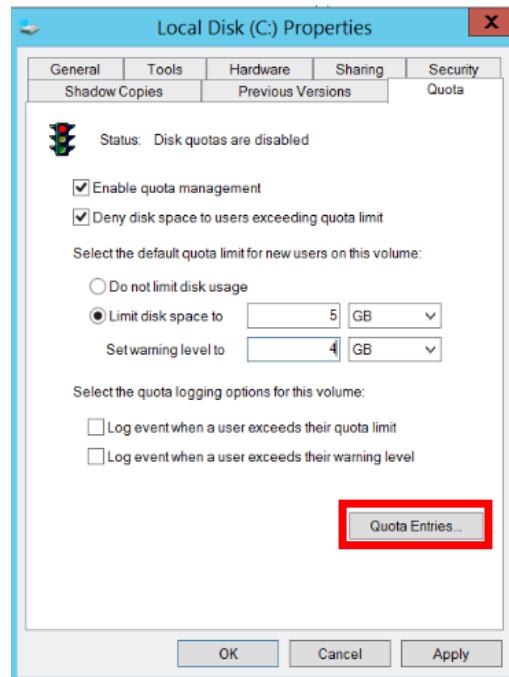 Local Disk (C:) Properties
X
General Tools Hardware Sharing Security
Shadow Copies Previous Versions Quota
Status: Disk quotas are disabled
Enable quota management
Deny disk space to users exceeding quota limit
Select the default quota limit for new users on this volume:
Do not limit disk usage
Limit disk space to 5 GB
Set warning level to 4 GB
Select the quota logging options for this volume:
Log event when a user exceeds their quota limit
Log event when a user exceeds their warning level
Quota Entries...
OK Cancel Apply